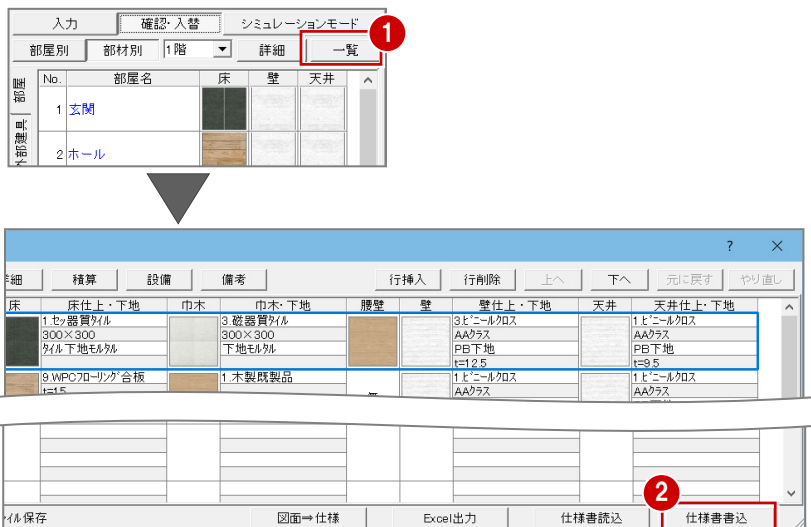 入力 確認・入替 シミュレーションモード
1
部屋別 部材別 1階 詳細 一覧
部屋
外部建具
No. 部屋名 床 壁 天井
1 玄関
2 ホール
? ×
詳細 積算 設備 備考 行挿入 行削除 上へ 下へ 元に戻す やり直し
床 床仕上・下地 巾木 巾木・下地 腰壁 壁 壁仕上・下地 天井 天井仕上・下地
1.セッ器質タイル 3.磁器質タイル 3.ビニールクロス 1.ビニールクロス
300×300 300×300 AAクラス AAクラス
タイル下地モルタル 下地モルタル PB下地 PB下地
t=12.5 t=9.5
9.WPCフローリング合板 1.木製既製品 1.ビニールクロス 1.ビニールクロス
t=15 AAクラス AAクラス
2
イル保存 図面⇒仕様 Excel出力 仕様書読込 仕様書書込